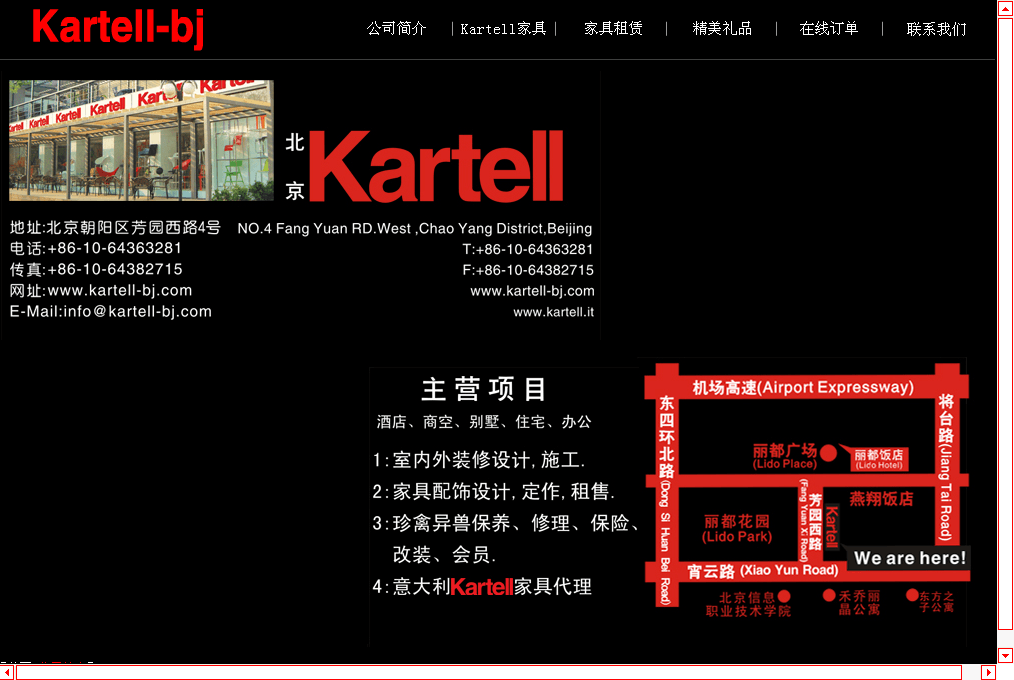 Kartell-bj
公司简介 | Kartell家具 | 家具租赁 | 精美礼品 | 在线订单 | 联系我们
Kartell Kartell Kartell
北京 Kartell
地址:北京朝阳区芳园西路4号
电话:+86-10-64363281
传真:+86-10-64382715
网址:www.kartell-bj.com
E-Mail:info@kartell-bj.com
NO.4 Fang Yuan RD.West ,Chao Yang District,Beijing
T:+86-10-64363281
F:+86-10-64382715
www.kartell-bj.com
www.kartell.it
主营项目
酒店、商空、别墅、住宅、办公
1:室内外装修设计,施工.
2:家具配饰设计,定作,租售.
3:珍禽异兽保养、修理、保险、
改装、会员.
4:意大利Kartell家具代理
机场高速(Airport Expressway)
东四环北路(Dong Si Huan Bei Road)
将台路(Jiang Tai Road)
丽都广场
(Lido Place)
丽都饭店
(Lido Hotel)
燕翔饭店
丽都花园
(Lido Park)
芳园西路
(Fang Yuan Xi Road)
Kartell
We are here!
宵云路 (Xiao Yun Road)
北京信息
职业技术学院
禾乔丽
晶公寓
东方之
子公寓